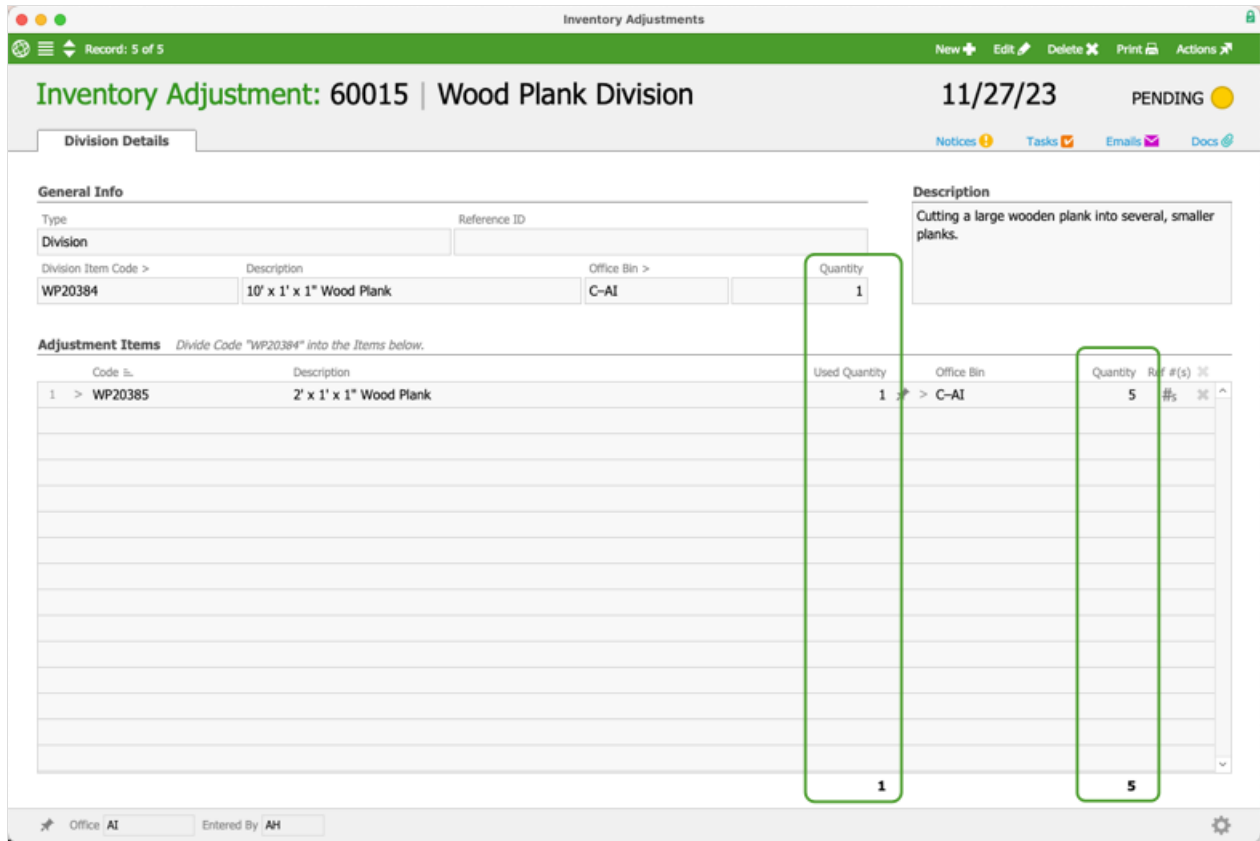 Inventory Adjustments
Record: 5 of 5 New Edit Delete Print Actions
Inventory Adjustment: 60015 | Wood Plank Division 11/27/23 PENDING
Division Details Notices Tasks Emails Docs
General Info Description
Type Reference ID
Cutting a large wooden plank into several, smaller
planks.
Division
Division Item Code > Description Office Bin > Quantity
WP20384 10' x 1' x 1" Wood Plank C–AI 1
Adjustment Items Divide Code "WP20384" into the Items below.
Code Description Used Quantity Office Bin Quantity Ref #(s)
1 > WP20385 2' x 1' x 1" Wood Plank 1 > C–AI 5 #s
1 5
Office AI Entered By AH